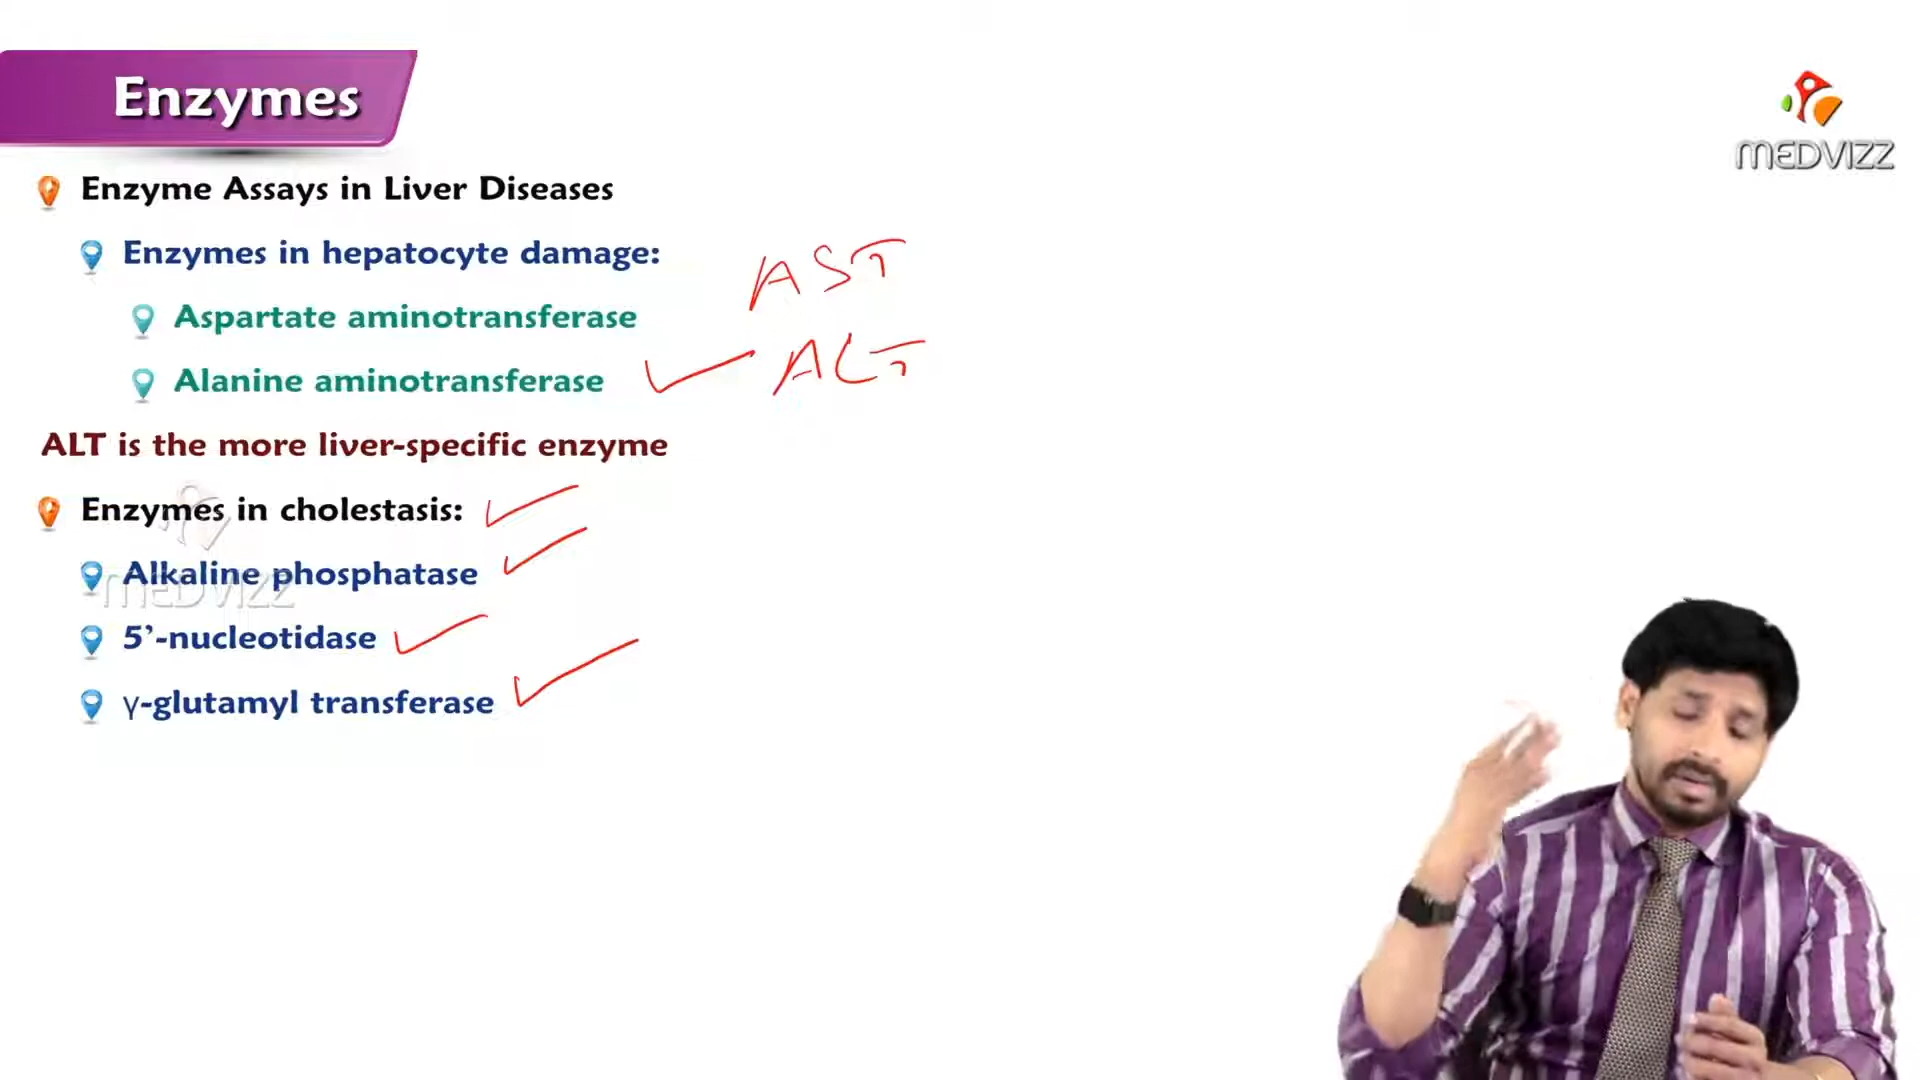 Enzymes
MEDVIZZ
Enzyme Assays in Liver Diseases
Enzymes in hepatocyte damage:
AST
Aspartate aminotransferase
Alanine aminotransferase
ALT
ALT is the more liver-specific enzyme
Enzymes in cholestasis:
Alkaline phosphatase
MEDVIZZ
5’-nucleotidase
γ-glutamyl transferase